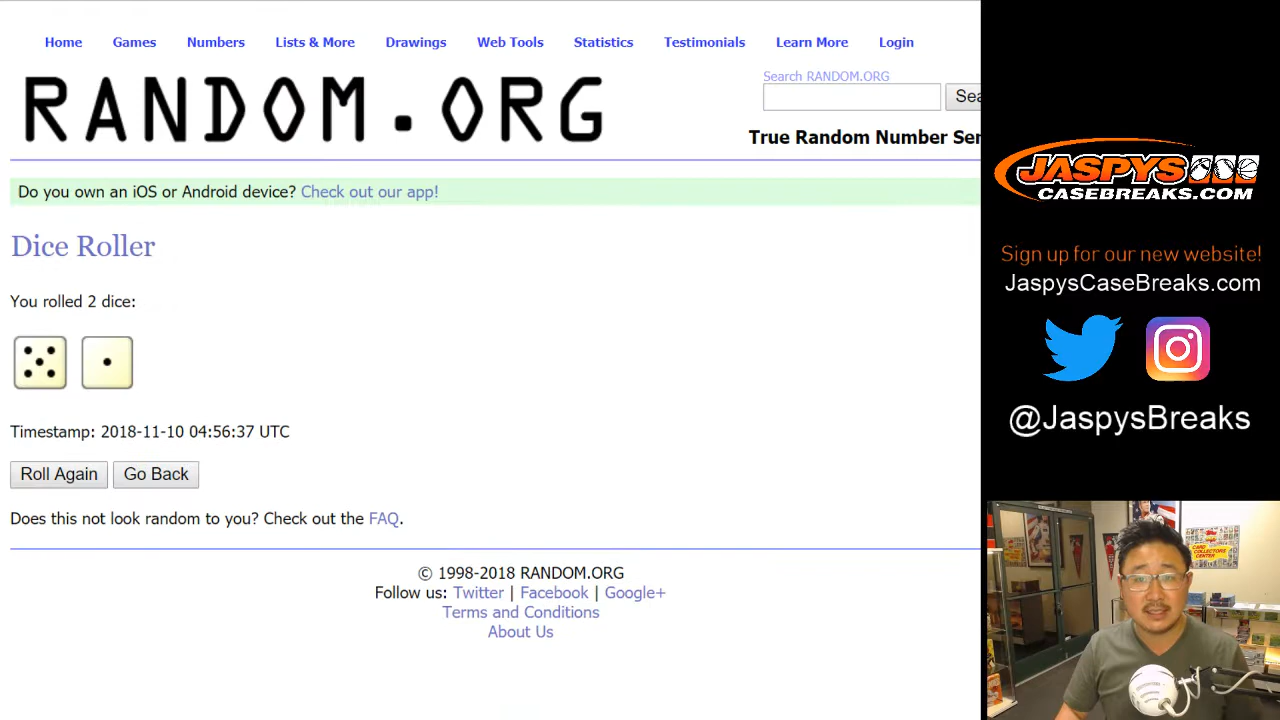 Home Games Numbers Lists & More Drawings Web Tools Statistics Testimonials Learn More Login
RANDOM.ORG
Search RANDOM.ORG
Sea
True Random Number Ser
Do you own an iOS or Android device? Check out our app!
Dice Roller
You rolled 2 dice:
Timestamp: 2018-11-10 04:56:37 UTC
Roll Again Go Back
Does this not look random to you? Check out the FAQ.
© 1998-2018 RANDOM.ORG
Follow us: Twitter | Facebook | Google+
Terms and Conditions
About Us
JASPYS
CASEBREAKS.COM
Sign up for our new website!
JaspysCaseBreaks.com
@JaspysBreaks
CARD
COLLECTORS
CENTER